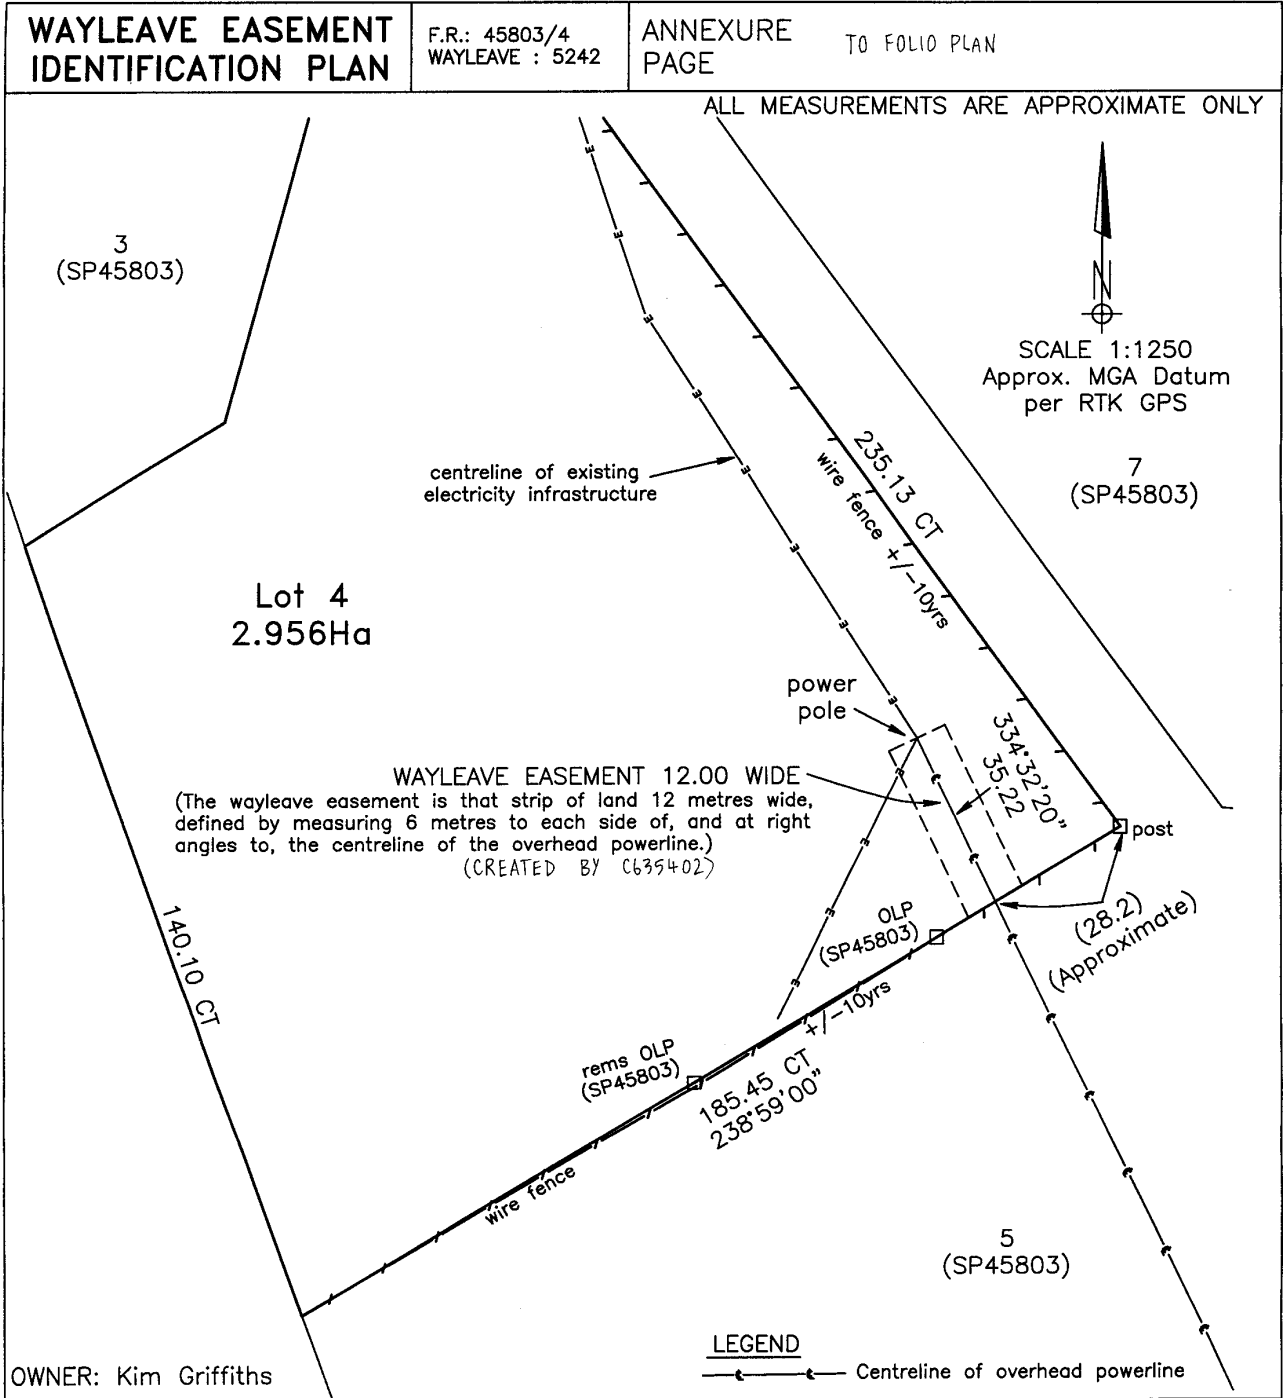 WAYLEAVE EASEMENT
IDENTIFICATION PLAN
F.R.: 45803/4
WAYLEAVE : 5242
ANNEXURE
PAGE
TO FOLIO PLAN
ALL MEASUREMENTS ARE APPROXIMATE ONLY
3
(SP45803)
N
SCALE 1:1250
Approx. MGA Datum
per RTK GPS
235.13 CT
wire fence +/-10yrs
7
(SP45803)
centreline of existing
electricity infrastructure
Lot 4
2.956Ha
power
pole
334°32'20"
35.22
WAYLEAVE EASEMENT 12.00 WIDE
(The wayleave easement is that strip of land 12 metres wide,
defined by measuring 6 metres to each side of, and at right
angles to, the centreline of the overhead powerline.)
(CREATED BY C635402)
post
140.10 CT
OLP
(SP45803)
(28.2)
(Approximate)
+/-10yrs
rems OLP
(SP45803)
185.45 CT
238°59'00"
wire fence
5
(SP45803)
LEGEND
Centreline of overhead powerline
OWNER: Kim Griffiths